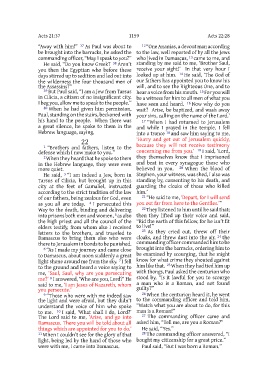 Acts 21:37
1159
Acts 22:28
"Away with him!" 37 As Paul was about to
be brought into the barracks, he asked the
commanding officer, "May I speak to you?"
He said, "Do you know Greek? 38 Aren't
you then the Egyptian who before these
days stirred up to sedition and led out into
the wilderness the four thousand men of
the Assassins?"
39 But Paul said, "I am a Jew from Tarsus
in Cilicia, a citizen of no insignificant city.
I beg you, allow me to speak to the people."
40 When he had given him permission,
Paul, standing on the stairs, beckoned with
his hand to the people. When there was
a great silence, he spoke to them in the
Hebrew language, saying,
22
"Brothers and fathers, listen to the
defense which I now make to you."
2 When they heard that he spoke to them
in the Hebrew language, they were even
more quiet.
He said, 3 "I am indeed a Jew, born in
Tarsus of Cilicia, but brought up in this
city at the feet of Gamaliel, instructed
according to the strict tradition of the law
of our fathers, being zealous for God, even
as you all are today. 4 I persecuted this
Way to the death, binding and delivering
into prisons both men and women, 5 as also
the high priest and all the council of the
elders testify, from whom also I received
letters to the brothers, and traveled to
Damascus to bring them also who were
there to Jerusalem in bonds to be punished.
6 "As I made my journey and came close
to Damascus, about noon suddenly a great
light shone around me from the sky. 7 I fell
to the ground and heard a voice saying to
me, 'Saul, Saul, why are you persecuting
me?' 8 I answered, 'Who are you, Lord?' He
said to me, 'I am Jesus of Nazareth, whom
you persecute.'
9 "Those who were with me indeed saw
the light and were afraid, but they didn't
understand the voice of him who spoke
to me. 10 I said, 'What shall I do, Lord?'
The Lord said to me, 'Arise, and go into
Damascus. There you will be told about all
things which are appointed for you to do.'
11 When I couldn't see for the glory of that
light, being led by the hand of those who
were with me, I came into Damascus.
12 "One Ananias, a devout man according
to the law, well reported of by all the Jews
who lived in Damascus, 13 came to me, and
standing by me said to me, 'Brother Saul,
receive your sight!' In that very hour I
looked up at him. 14 He said, 'The God of
our fathers has appointed you to know his
will, and to see the Righteous One, and to
hear a voice from his mouth. 15 For you will
be a witness for him to all men of what you
have seen and heard. 16 Now why do you
wait? Arise, be baptized, and wash away
your sins, calling on the name of the Lord.'
17 "When I had returned to Jerusalem
and while I prayed in the temple, I fell
into a trance 18 and saw him saying to me,
'Hurry and get out of Jerusalem quickly,
because they will not receive testimony
concerning me from you.' 19 I said, 'Lord,
they themselves know that I imprisoned
and beat in every synagogue those who
believed in you. 20 When the blood of
Stephen, your witness, was shed, I also was
standing by, consenting to his death, and
guarding the cloaks of those who killed
him.'
21 "He said to me, 'Depart, for I will send
you out far from here to the Gentiles.'"
22 They listened to him until he said that;
then they lifted up their voice and said,
"Rid the earth of this fellow, for he isn't fit
to live!"
23 As they cried out, threw off their
cloaks, and threw dust into the air, 24 the
commanding officer commanded him to be
brought into the barracks, ordering him to
be examined by scourging, that he might
know for what crime they shouted against
him like that. 25 When they had tied him up
with thongs, Paul asked the centurion who
stood by, "Is it lawful for you to scourge
a man who is a Roman, and not found
guilty?"
26 When the centurion heard it, he went
to the commanding officer and told him,
"Watch what you are about to do, for this
man is a Roman!"
27 The commanding officer came and
asked him, "Tell me, are you a Roman?"
He said, "Yes."
28 The commanding officer answered, "I
bought my citizenship for a great price."
Paul said, "But I was born a Roman."